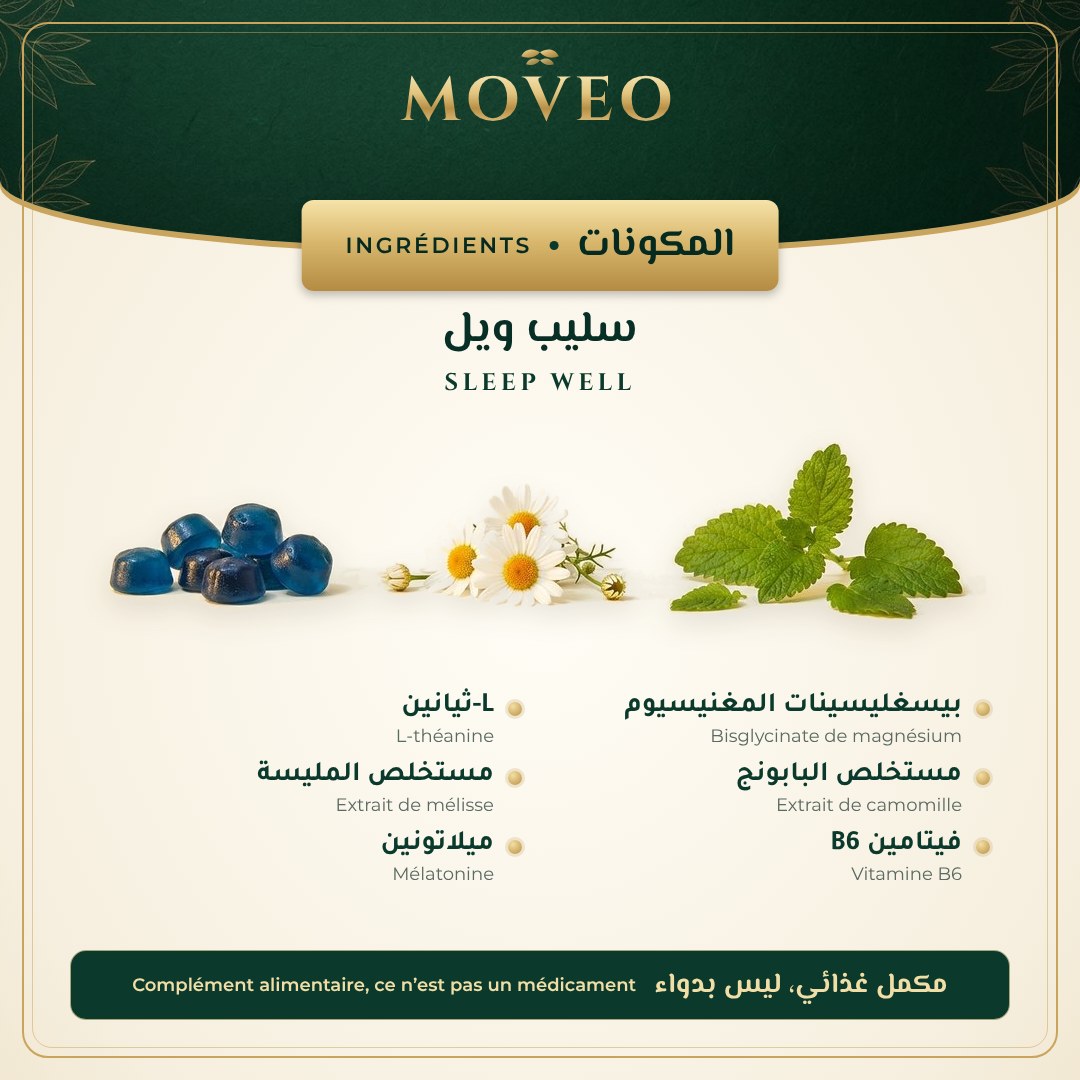 MOVEO
المكونات • INGRÉDIENTS
سليب ويل
SLEEP WELL
بيسغليسينات المغنيسيوم
Bisglycinate de magnésium
مستخلص البابونج
Extrait de camomille
فيتامين B6
Vitamine B6
L-ثيانين
L-théanine
مستخلص المليسة
Extrait de mélisse
ميلاتونين
Mélatonine
مكمل غذائي، ليس بدواء Complément alimentaire, ce n’est pas un médicament